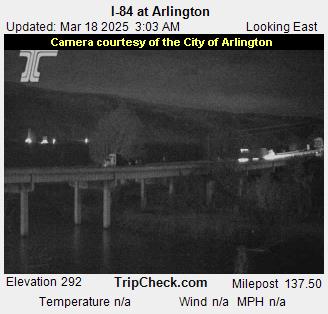 I-84 at Arlington
Updated: Mar 18 2025 3:03 AM Looking East
Camera courtesy of the City of Arlington
Elevation 292 TripCheck.com Milepost 137.50
Temperature n/a Wind n/a MPH n/a